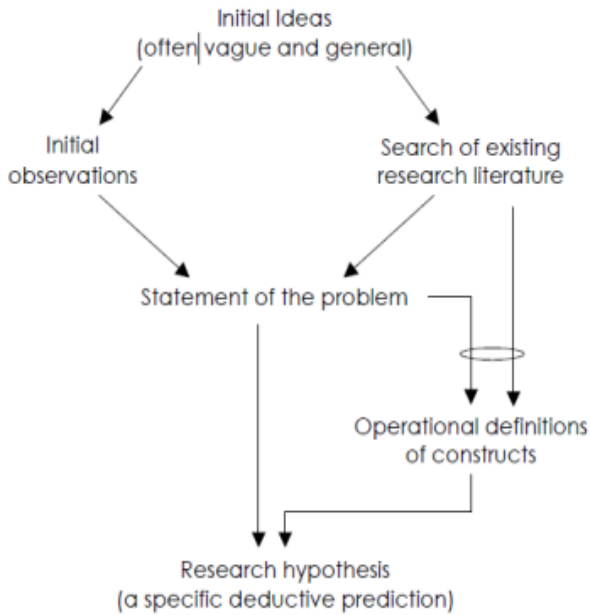 Initial Ideas
(often vague and general)
Initial
observations
Search of existing
research literature
Statement of the problem
Operational definitions
of constructs
Research hypothesis
(a specific deductive prediction)